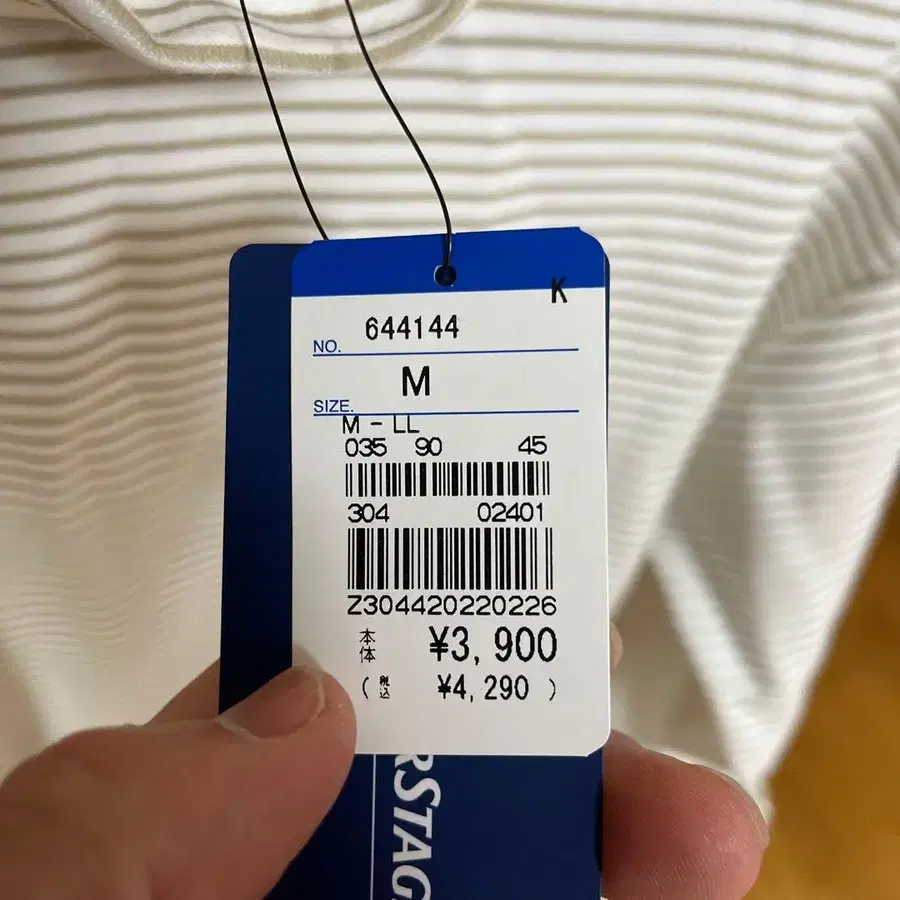 K
NO. 644144
SIZE. M
M - LL
035 90 45
304 02401
Z304420220226
本体 ¥3,900
(税込 ¥4,290)
RSTAG